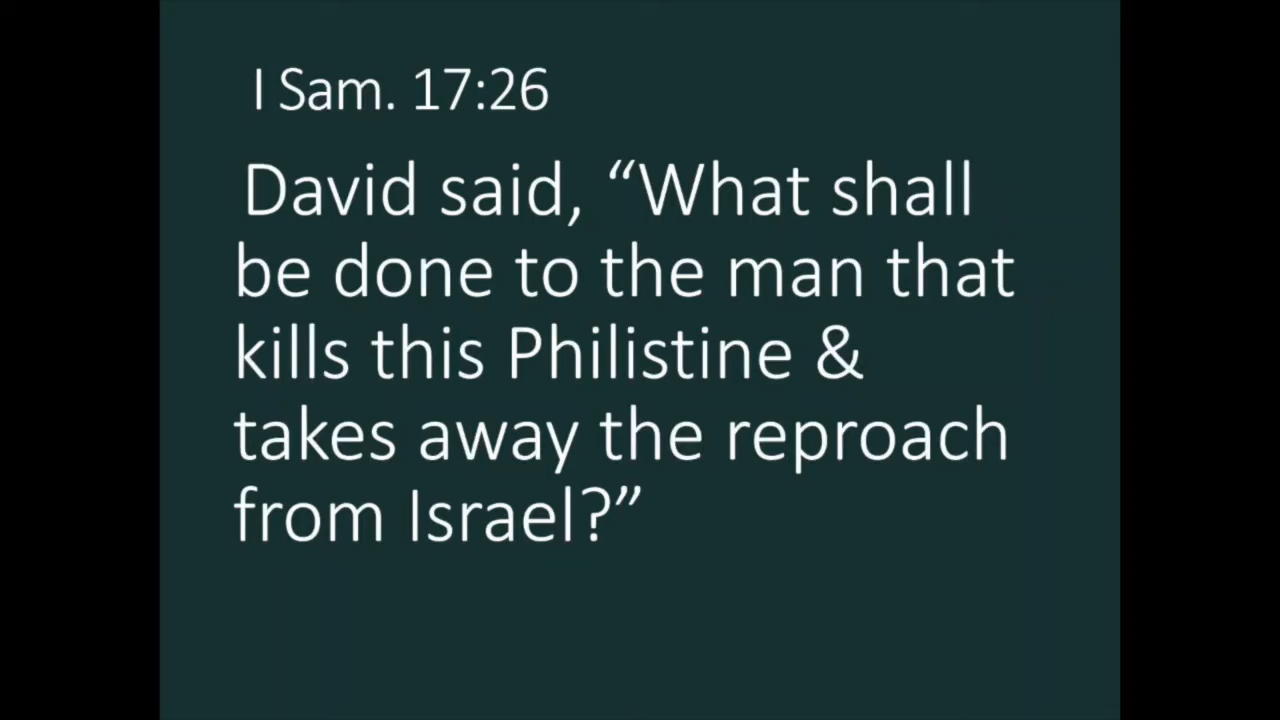 I Sam. 17:26
David said, “What shall
be done to the man that
kills this Philistine &
takes away the reproach
from Israel?”